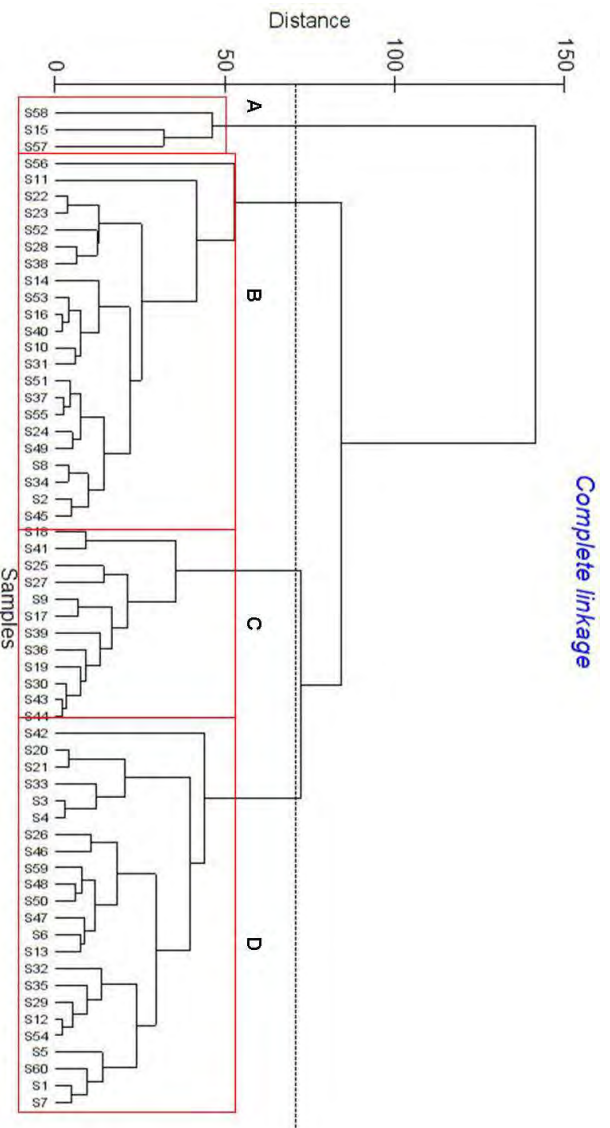 Distance
0
50
100
150
Complete linkage
A
B
C
D
S58
S15
S57
S56
S11
S22
S23
S52
S28
S38
S14
S53
S16
S40
S10
S31
S51
S37
S55
S24
S49
S8
S34
S2
S45
S18
S41
S25
S27
S9
S17
S39
S36
S19
S30
S43
S44
S42
S20
S21
S33
S3
S4
S26
S46
S59
S48
S50
S47
S6
S13
S32
S35
S29
S12
S54
S5
S60
S1
S7
Samples